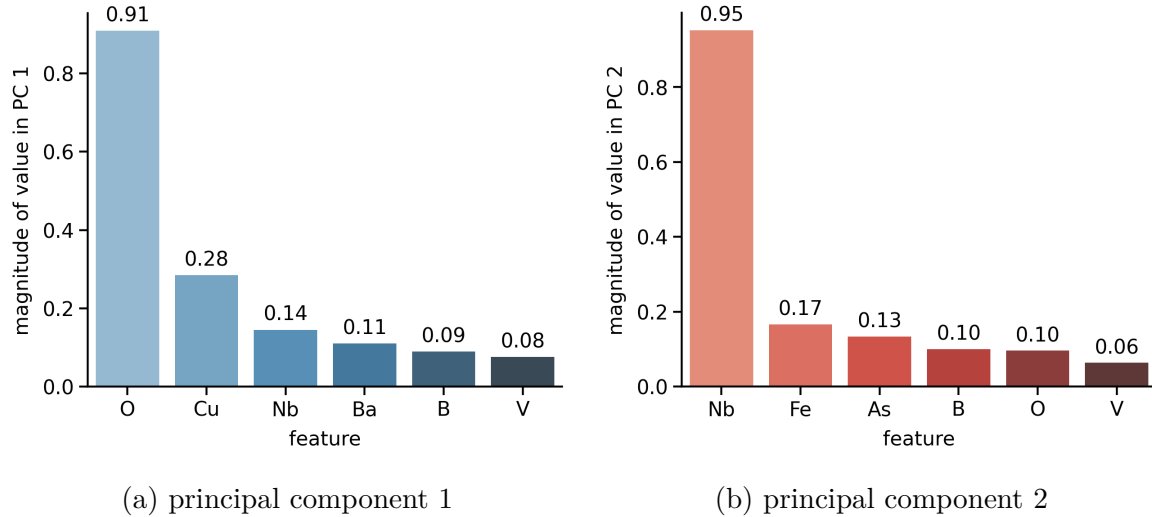 magnitude of value in PC 1
0.8
0.6
0.4
0.2
0.0
0.91
0.28
0.14
0.11
0.09
0.08
O Cu Nb Ba B V
feature
(a) principal component 1
magnitude of value in PC 2
0.8
0.6
0.4
0.2
0.0
0.95
0.17
0.13
0.10
0.10
0.06
Nb Fe As B O V
feature
(b) principal component 2